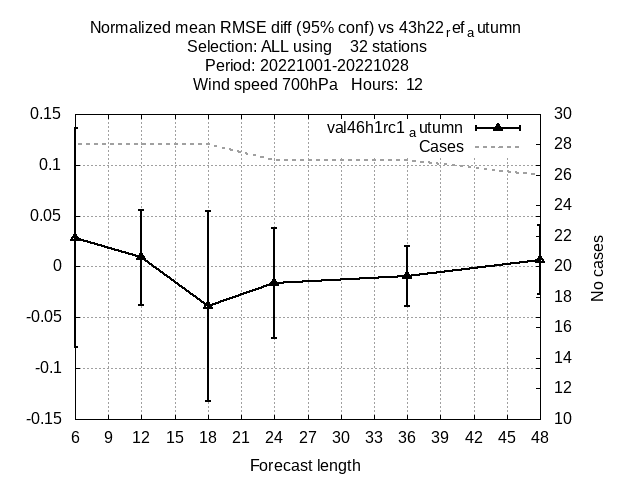 Normalized mean RMSE diff (95% conf) vs 43h22refautumn
Selection: ALL using 32 stations
Period: 20221001-20221028
Wind speed 700hPa Hours: 12
val46h1rc1autumn
Cases
0.15
0.1
0.05
0
-0.05
-0.1
-0.15
30
28
26
24
22
20
18
16
14
12
10
No cases
6 9 12 15 18 21 24 27 30 33 36 39 42 45 48
Forecast length